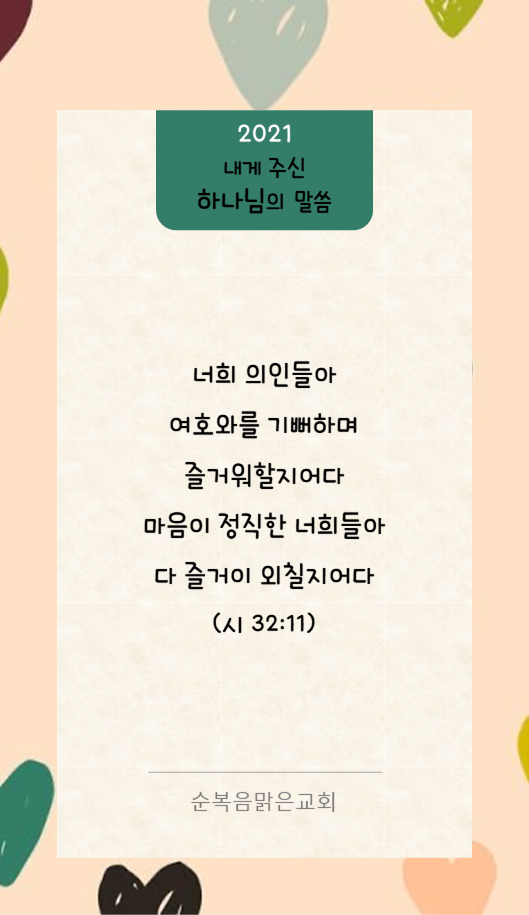 2021
내게 주신
하나님의 말씀
너희 의인들아
여호와를 기뻐하며
즐거워할지어다
마음이 정직한 너희들아
다 즐거이 외칠지어다
(시 32:11)
순복음맑은교회